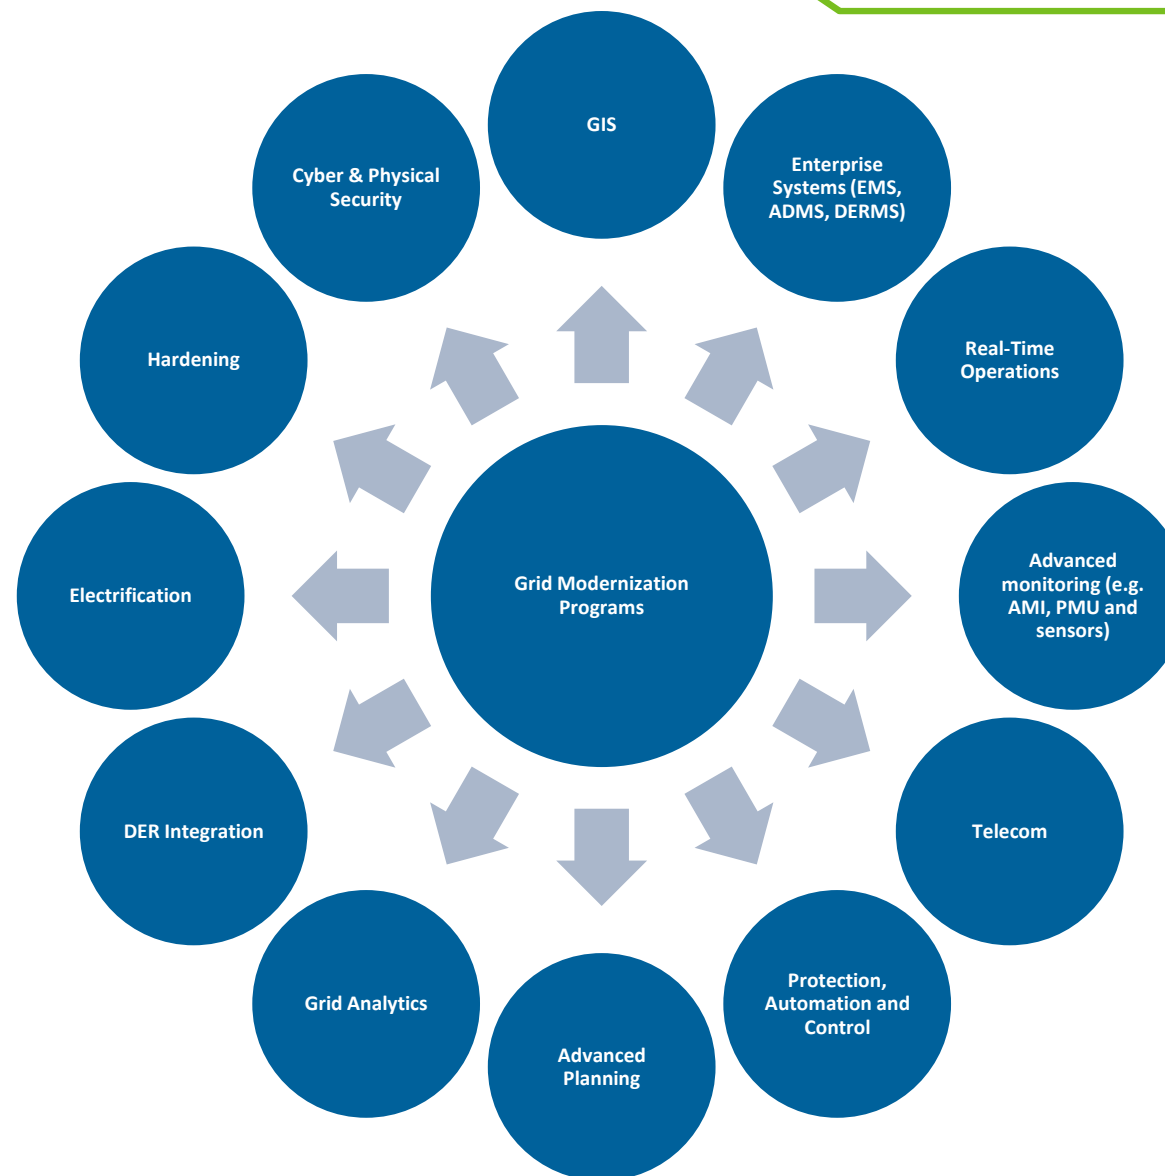 GIS
Enterprise
Systems (EMS,
ADMS, DERMS)
Real-Time
Operations
Advanced
monitoring (e.g.
AMI, PMU and
sensors)
Telecom
Protection,
Automation and
Control
Advanced
Planning
Grid Analytics
DER Integration
Electrification
Hardening
Cyber & Physical
Security
Grid Modernization
Programs